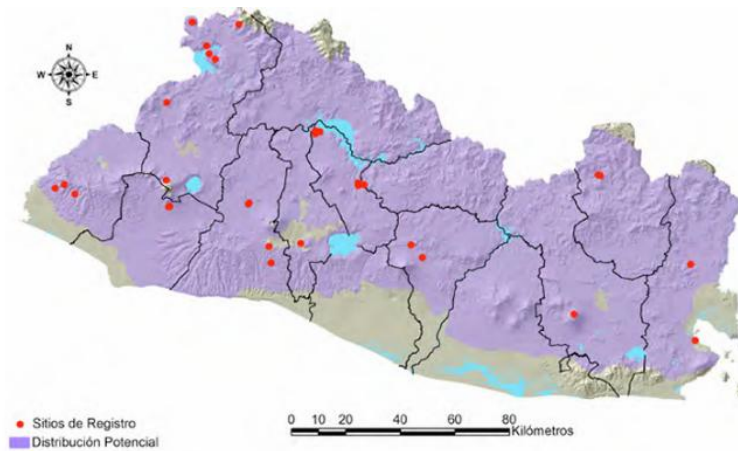 N
W E
S
Sitios de Registro
Distribución Potencial
0 10 20 40 60 80
Kilómetros